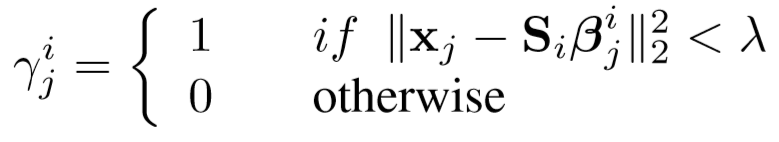 γ_j^i = { 1 if ‖x_j − S_i β_j^i‖_2^2 < λ
0 otherwise